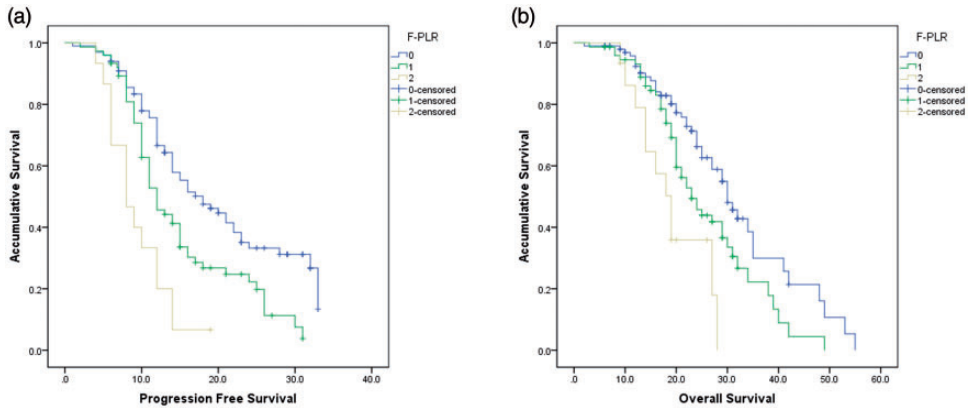 (a)
F-PLR
0
1
2
0-censored
1-censored
2-censored
Accumulative Survival
1.0
0.8
0.6
0.4
0.2
0.0
.0 10.0 20.0 30.0 40.0
Progression Free Survival
(b)
F-PLR
0
1
2
0-censored
1-censored
2-censored
Accumulative Survival
1.0
0.8
0.6
0.4
0.2
0.0
.0 10.0 20.0 30.0 40.0 50.0 60.0
Overall Survival